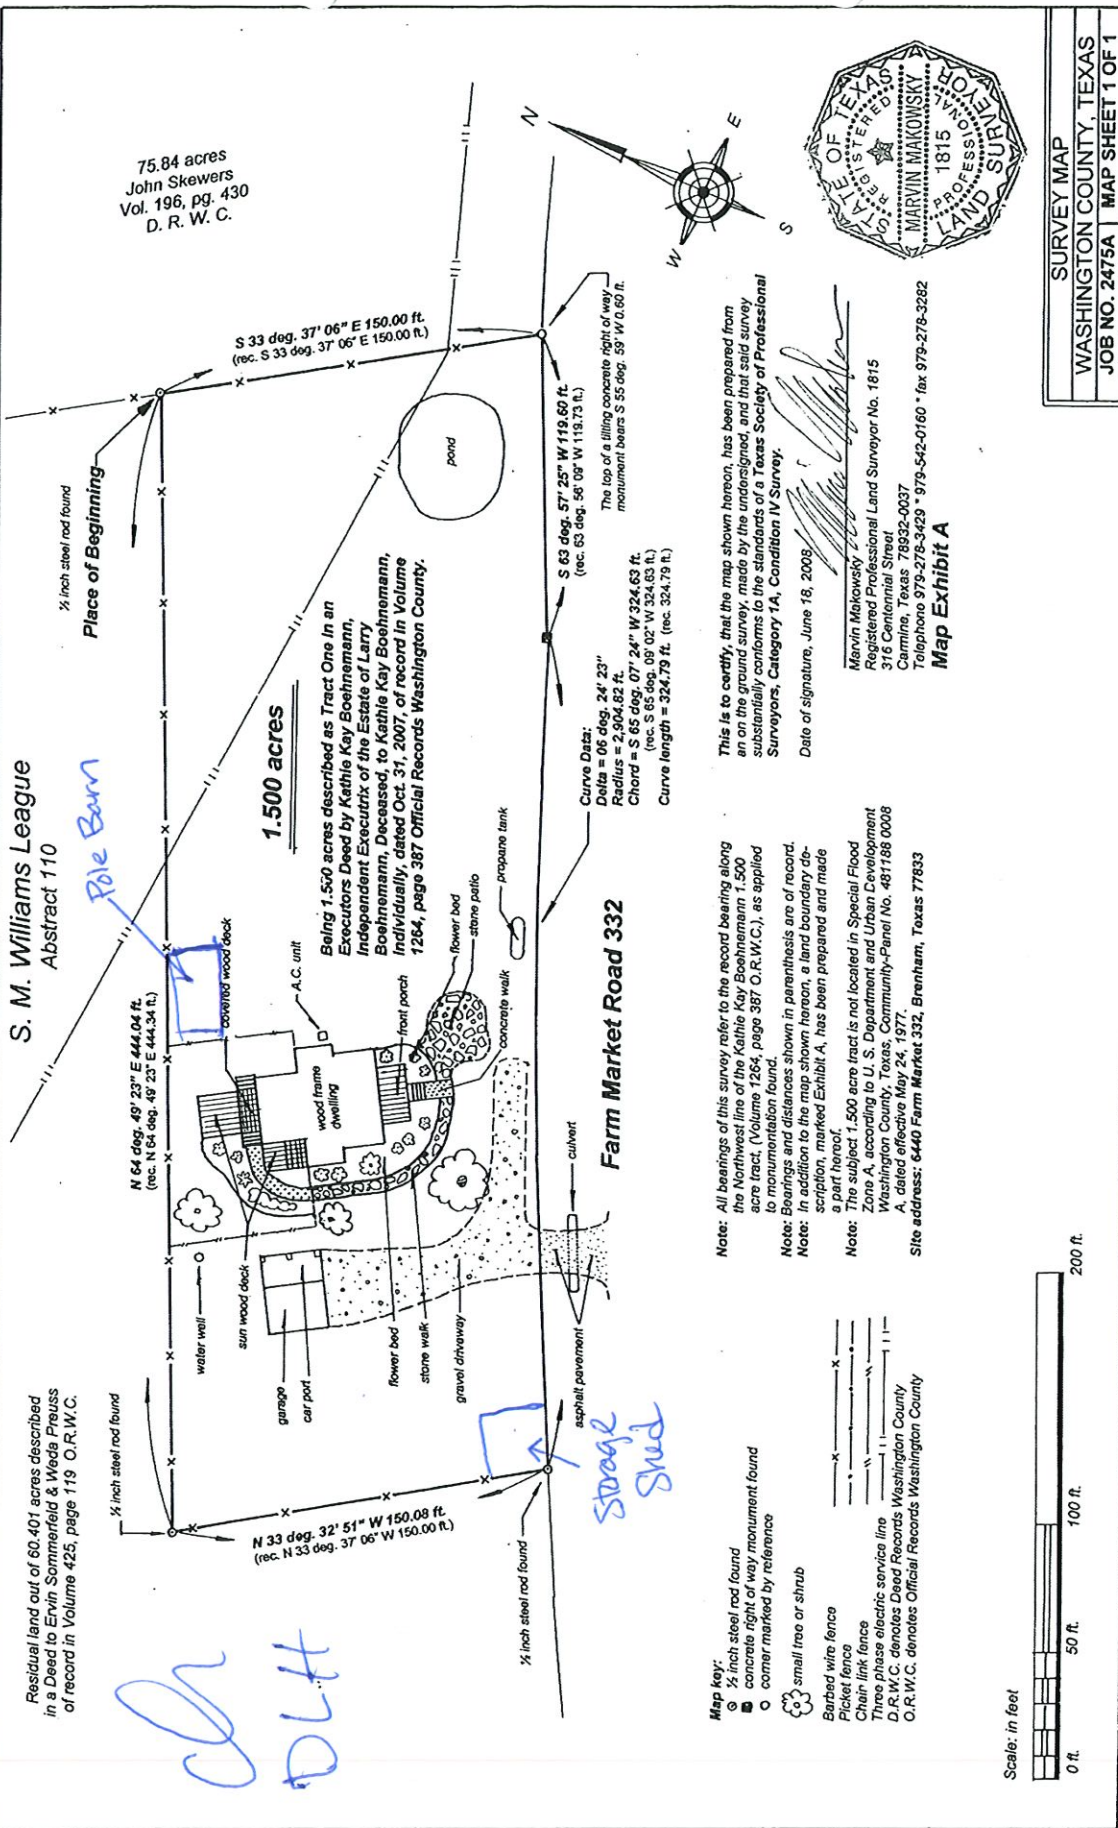 S. M. Williams League
Abstract 110
Residual land out of 60.401 acres described
in a Deed to Ervin Sommerfeld & Weda Preuss
of record in Volume 425, page 119 O.R.W.C.
½ inch steel rod found
N 64 deg. 49' 23" E 444.04 ft.
(rec. N 64 deg. 49' 23" E 444.34 ft.)
Pole Barn
½ inch steel rod found
Place of Beginning
75.84 acres
John Skewers
Vol. 196, pg. 430
D. R. W. C.
S 33 deg. 37' 06" E 150.00 ft.
(rec. S 33 deg. 37' 06" E 150.00 ft.)
1.500 acres
Being 1.500 acres described as Tract One in an
Executors Deed by Kathie Kay Boehnemann,
Independent Executrix of the Estate of Larry
Boehnemann, Deceased, to Kathie Kay Boehnemann,
Individually, dated Oct. 31, 2007, of record in Volume
1264, page 387 Official Records Washington County.
pond
water well
sun wood deck
garage
car port
flower bed
stone walk
gravel driveway
covered wood deck
A.C. unit
wood frame
dwelling
front porch
flower bed
stone patio
concrete walk
propane tank
N 33 deg. 32' 51" W 150.08 ft.
(rec. N 33 deg. 37' 06" W 150.00 ft.)
DLH
½ inch steel rod found
Storage
Shed
asphalt pavement
culvert
Farm Market Road 332
Curve Data:
Delta = 06 deg. 24' 23"
Radius = 2,904.82 ft.
Chord = S 65 deg. 07' 24" W 324.63 ft.
(rec. S 65 deg. 09' 02" W 324.63 ft.)
Curve length = 324.79 ft. (rec. 324.79 ft.)
S 63 deg. 57' 25" W 119.60 ft.
(rec. 63 deg. 56' 09" W 119.73 ft.)
The top of a tilting concrete right of way
monument bears S 55 deg. 59' W 0.60 ft.
N
E
S
W
Map key:
½ inch steel rod found
concrete right of way monument found
corner marked by reference
small tree or shrub
Barbed wire fence
Picket fence
Chain link fence
Three phase electric service line
D.R.W.C. denotes Deed Records Washington County
O.R.W.C. denotes Official Records Washington County
Note: All bearings of this survey refer to the record bearing along
the Northwest line of the Kathie Kay Boehnemann 1.500
acre tract, (Volume 1264, page 387 O.R.W.C.), as applied
to monumentation found.
Note: Bearings and distances shown in parenthesis are of record.
Note: In addition to the map shown hereon, a land boundary de-
scription, marked Exhibit A, has been prepared and made
a part hereof.
Note: The subject 1.500 acre tract is not located in Special Flood
Zone A, according to U. S. Department and Urban Development
Washington County, Texas, Community-Panel No. 481188 0008
A, dated effective May 24, 1977.
Site address: 6440 Farm Market 332, Brenham, Texas 77833
This is to certify, that the map shown hereon, has been prepared from
an on the ground survey, made by the undersigned, and that said survey
substantially conforms to the standards of a Texas Society of Professional
Surveyors, Category 1A, Condition IV Survey.
Date of signature, June 18, 2008
Marvin Makowsky
Registered Professional Land Surveyor No. 1815
316 Centennial Street
Carmine, Texas 78932-0037
Telephone 979-278-3429 * 979-542-0160 * fax 979-278-3282
Map Exhibit A
STATE OF TEXAS
REGISTERED
MARVIN MAKOWSKY
1815
PROFESSIONAL
LAND SURVEYOR
Scale: in feet
0 ft.
50 ft.
100 ft.
200 ft.
SURVEY MAP
WASHINGTON COUNTY, TEXAS
JOB NO. 2475A MAP SHEET 1 OF 1